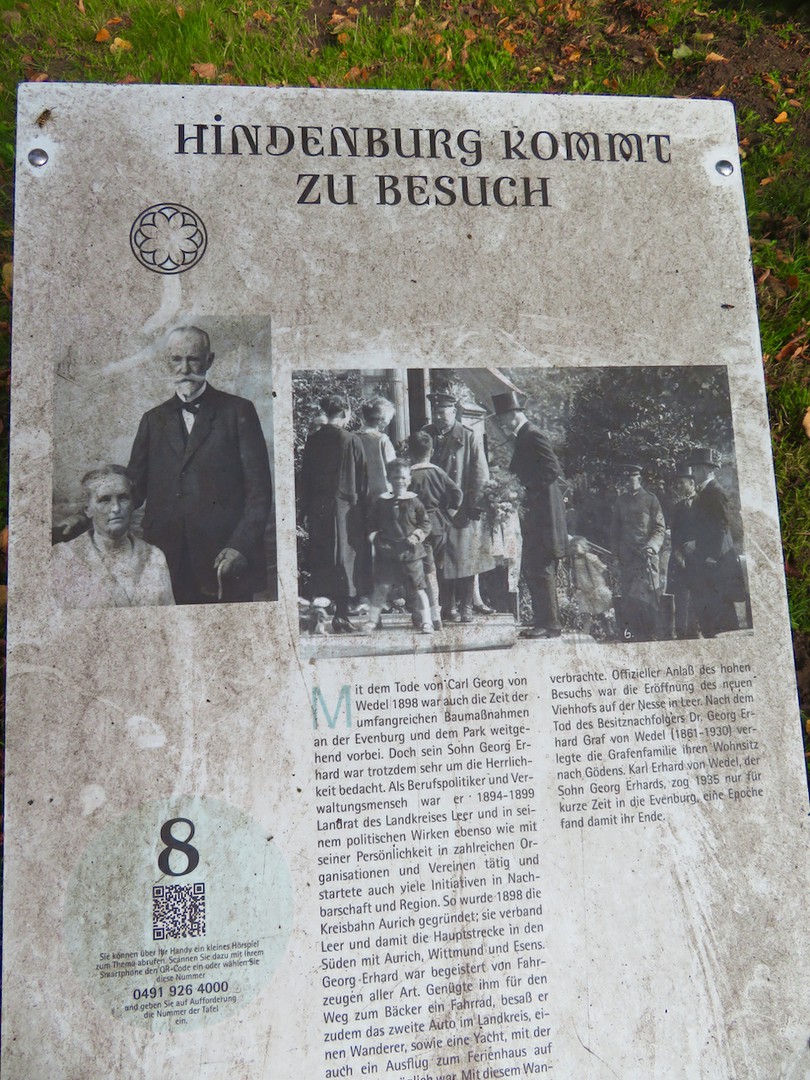 HINDENBURG KOMMT
ZU BESUCH
6.
Mit dem Tode von Carl Georg von
Wedel 1898 war auch die Zeit der
umfangreichen Baumaßnahmen
an der Evenburg und dem Park weitge-
hend vorbei. Doch sein Sohn Georg Er-
hard war trotzdem sehr um die Herrlich-
keit bedacht. Als Berufspolitiker und Ver-
waltungsmensch war er 1894-1899
Landrat des Landkreises Leer und in sei-
nem politischen Wirken ebenso wie mit
seiner Persönlichkeit in zahlreichen Or-
ganisationen und Vereinen tätig und
startete auch viele Initiativen in Nach-
barschaft und Region. So wurde 1898 die
Kreisbahn Aurich gegründet; sie verband
Leer und damit die Hauptstrecke in den
Süden mit Aurich, Wittmund und Esens.
Georg Erhard war begeistert von Fahr-
zeugen aller Art. Genügte ihm für den
Weg zum Bäcker ein Fahrrad, besaß er
zudem das zweite Auto im Landkreis, ei-
nen Wanderer, sowie eine Yacht, mit der
auch ein Ausflug zum Ferienhaus auf
war. Mit diesem Wan-
verbrachte. Offizieller Anlaß des hohen
Besuchs war die Eröffnung des neuen
Viehhofs auf der Nesse in Leer. Nach dem
Tod des Besitznachfolgers Dr. Georg Er-
hard Graf von Wedel (1861-1930) ver-
legte die Grafenfamilie ihren Wohnsitz
nach Gödens. Karl Erhard von Wedel, der
Sohn Georg Erhards, zog 1935 nur für
kurze Zeit in die Evenburg, eine Epoche
fand damit ihr Ende.
8
Sie können über Ihr Handy ein kleines Hörspiel
zum Thema abrufen. Scannen Sie dazu mit Ihrem
Smartphone den QR-Code ein oder wählen Sie
diese Nummer
0491 926 4000
und geben Sie auf Aufforderung
die Nummer der Tafel
ein.